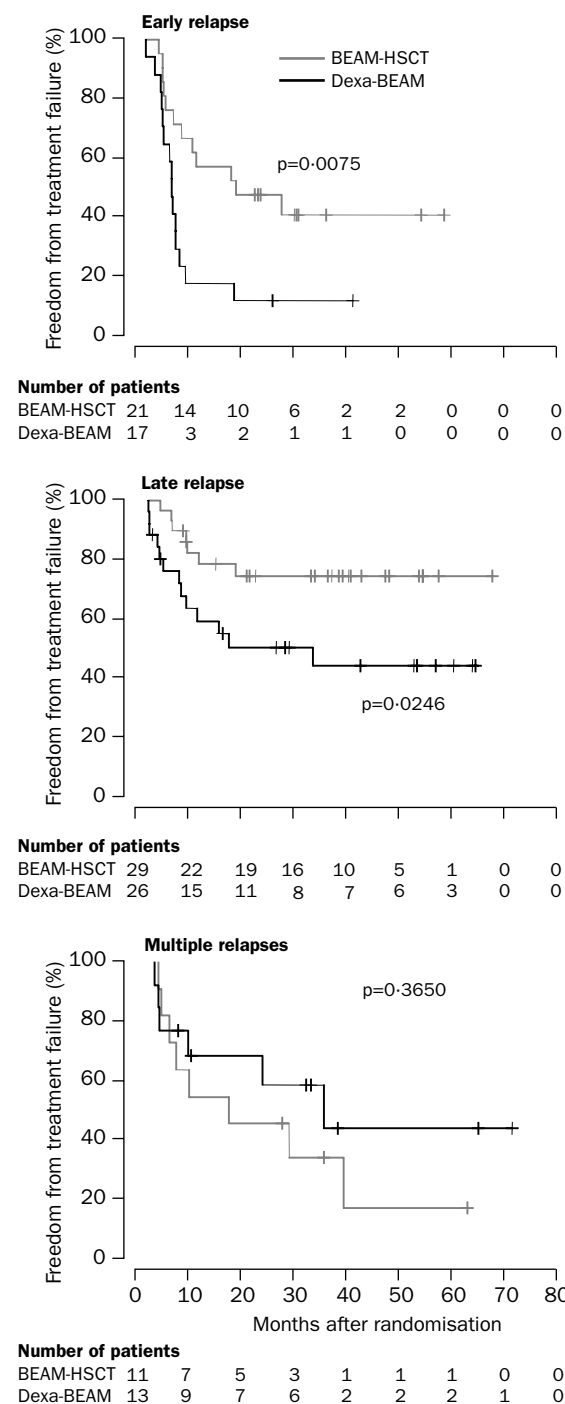 Early relapse
Freedom from treatment failure (%)
100
80
60
40
20
0
BEAM-HSCT
Dexa-BEAM
p=0·0075
Number of patients
BEAM-HSCT 21 14 10 6 2 2 0 0 0
Dexa-BEAM 17 3 2 1 1 0 0 0 0
Late relapse
Freedom from treatment failure (%)
100
80
60
40
20
0
p=0·0246
Number of patients
BEAM-HSCT 29 22 19 16 10 5 1 0 0
Dexa-BEAM 26 15 11 8 7 6 3 0 0
Multiple relapses
Freedom from treatment failure (%)
100
80
60
40
20
0
p=0·3650
0 10 20 30 40 50 60 70 80
Months after randomisation
Number of patients
BEAM-HSCT 11 7 5 3 1 1 1 0 0
Dexa-BEAM 13 9 7 6 2 2 2 1 0